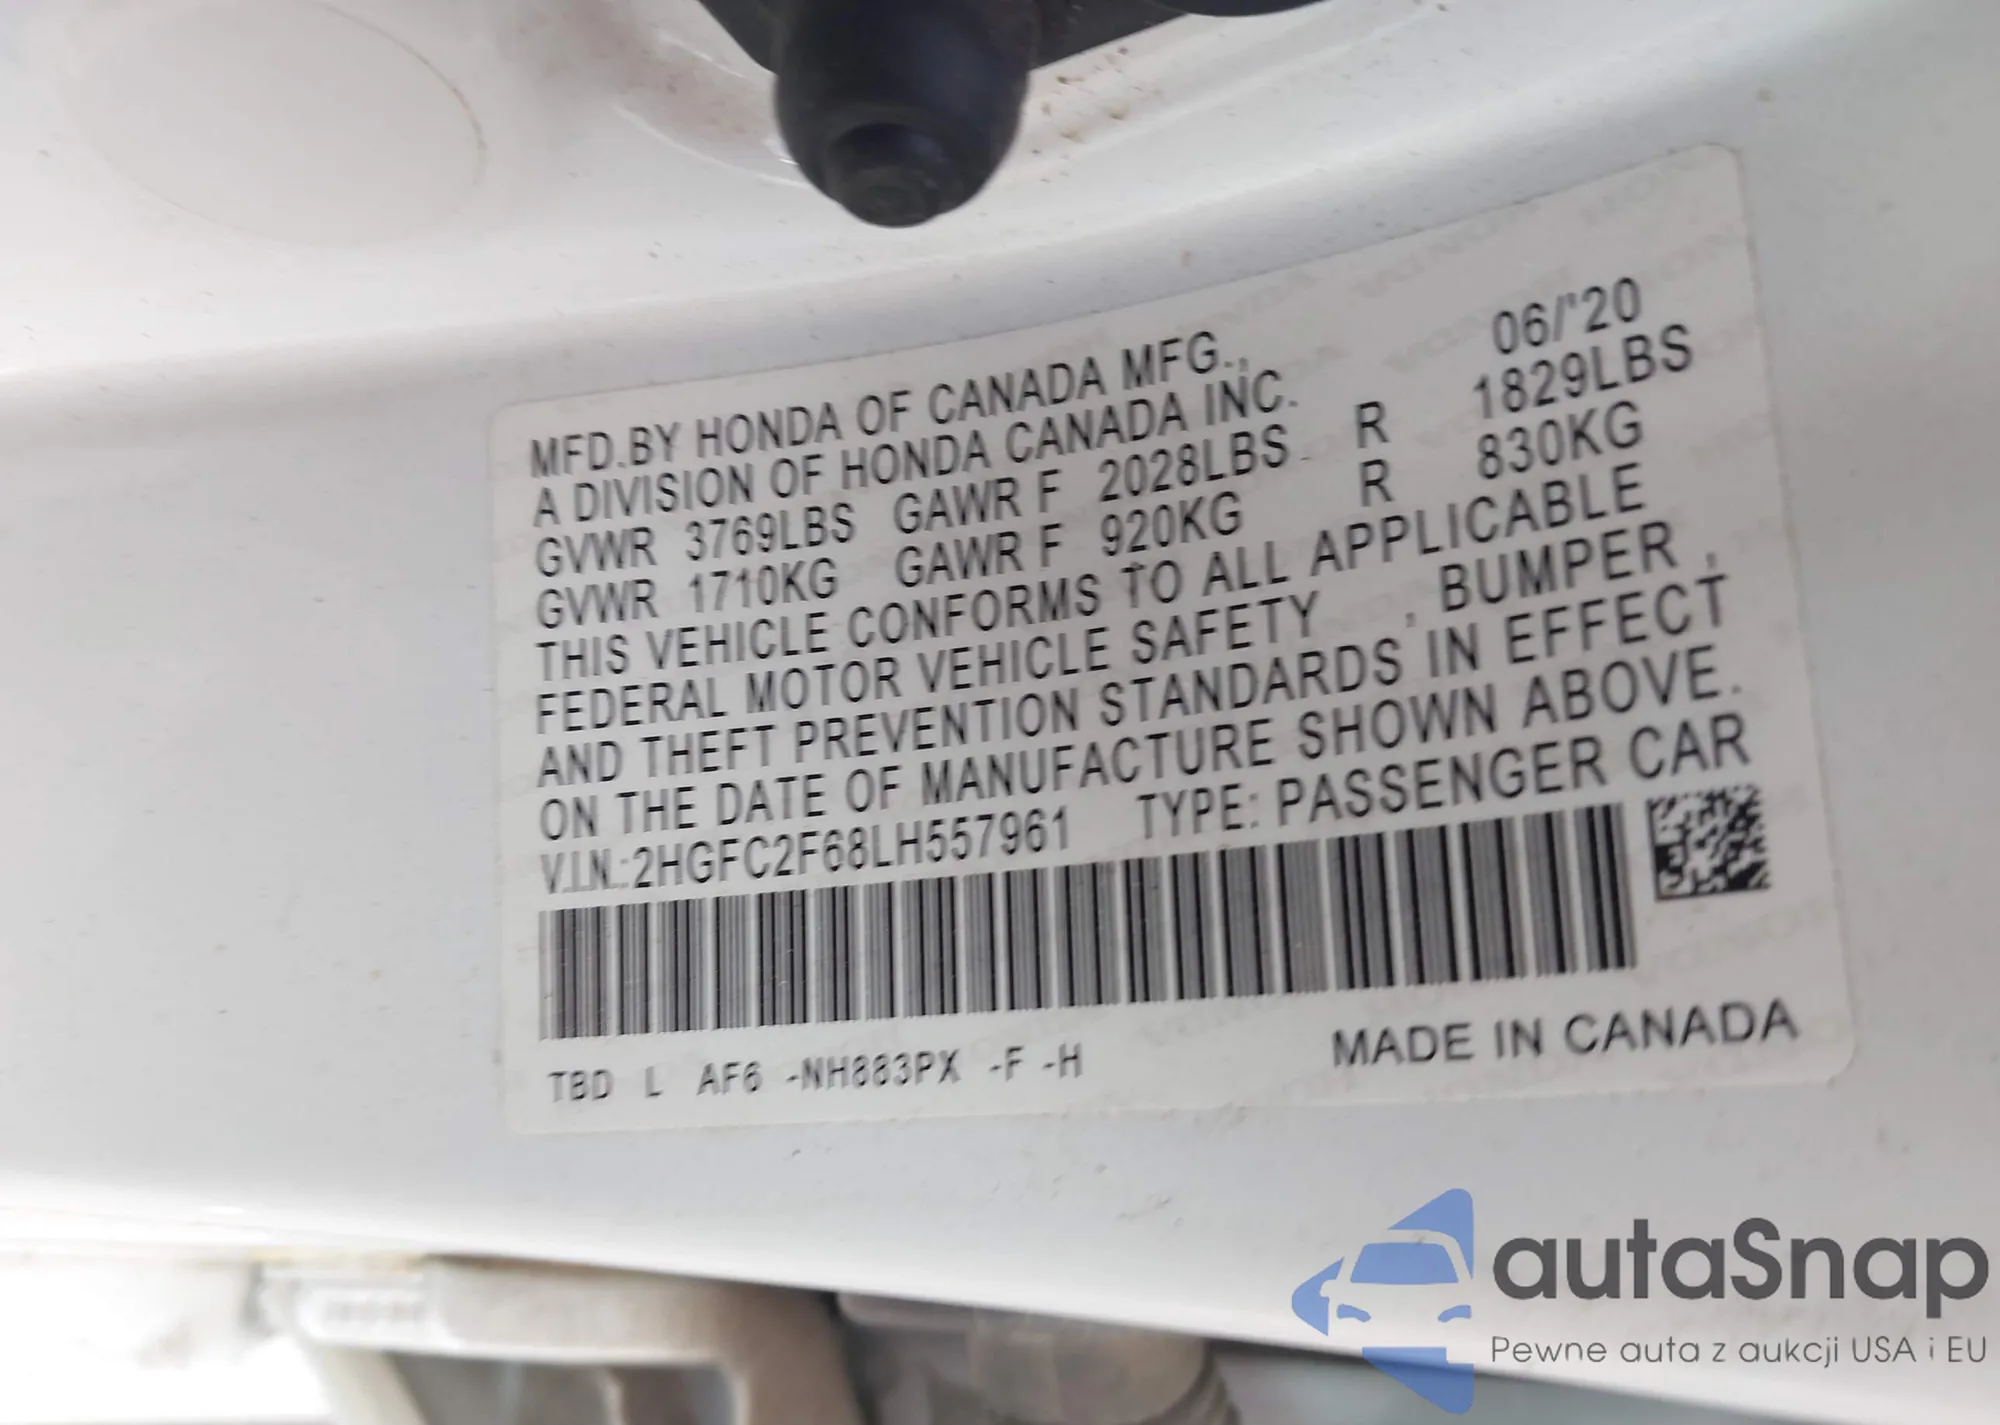 MFD.BY HONDA OF CANADA MFG., 06/'20
A DIVISION OF HONDA CANADA INC.
GVWR 3769LBS GAWR F 2028LBS R 1829LBS
GVWR 1710KG GAWR F 920KG R 830KG
THIS VEHICLE CONFORMS TO ALL APPLICABLE
FEDERAL MOTOR VEHICLE SAFETY , BUMPER ,
AND THEFT PREVENTION STANDARDS IN EFFECT
ON THE DATE OF MANUFACTURE SHOWN ABOVE.
V.I.N.:2HGFC2F68LH557961 TYPE: PASSENGER CAR
TBD L AF6 -NH883PX -F -H MADE IN CANADA
autaSnap
Pewne auta z aukcji USA i EU